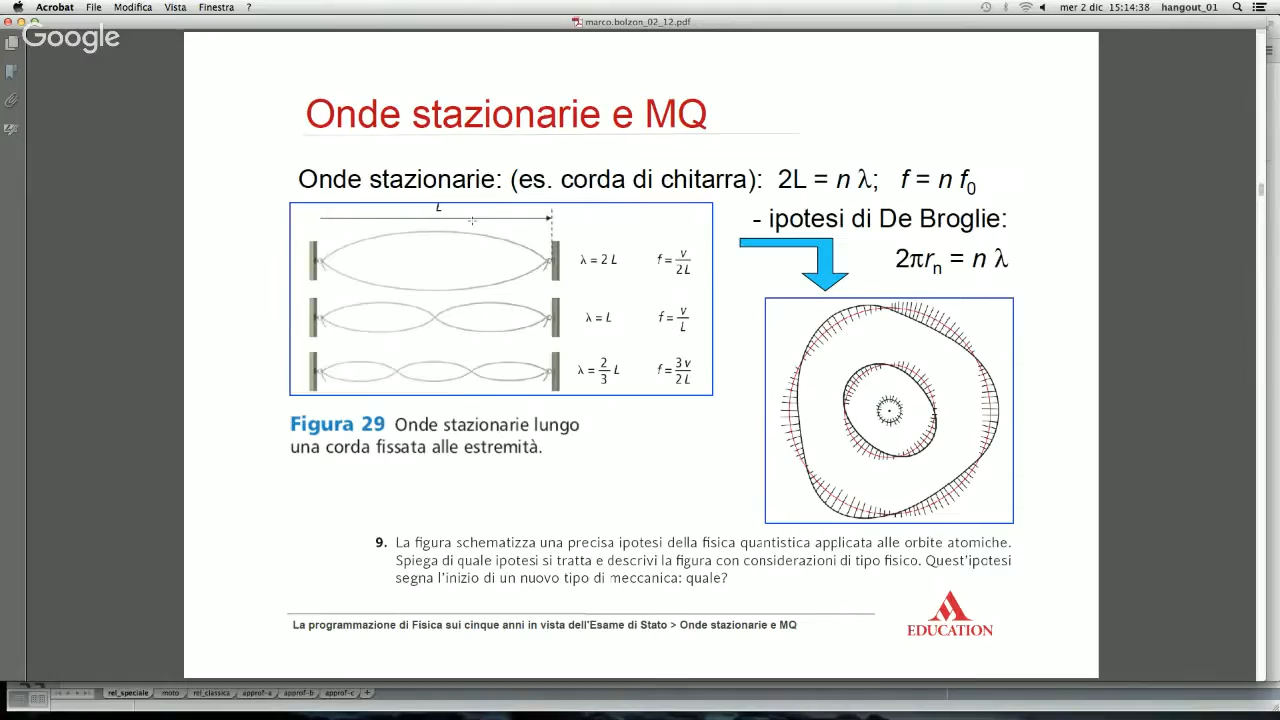 Acrobat File Modifica Vista Finestra ? mer 2 dic 15:14:38 hangout_01
marco.bolzon_02_12.pdf
Google
Onde stazionarie e MQ
Onde stazionarie: (es. corda di chitarra): 2L = n λ; f = n f0
- ipotesi di De Broglie:
2πrn = n λ
L
λ = 2 L f = v/2L
λ = L f = v/L
λ = 2/3 L f = 3v/2L
Figura 29 Onde stazionarie lungo
una corda fissata alle estremità.
9. La figura schematizza una precisa ipotesi della fisica quantistica applicata alle orbite atomiche.
Spiega di quale ipotesi si tratta e descrivi la figura con considerazioni di tipo fisico. Quest'ipotesi
segna l'inizio di un nuovo tipo di meccanica: quale?
La programmazione di Fisica sui cinque anni in vista dell'Esame di Stato > Onde stazionarie e MQ
EDUCATION
rel_speciale moto rel_classica approf-a approf-b approf-c +